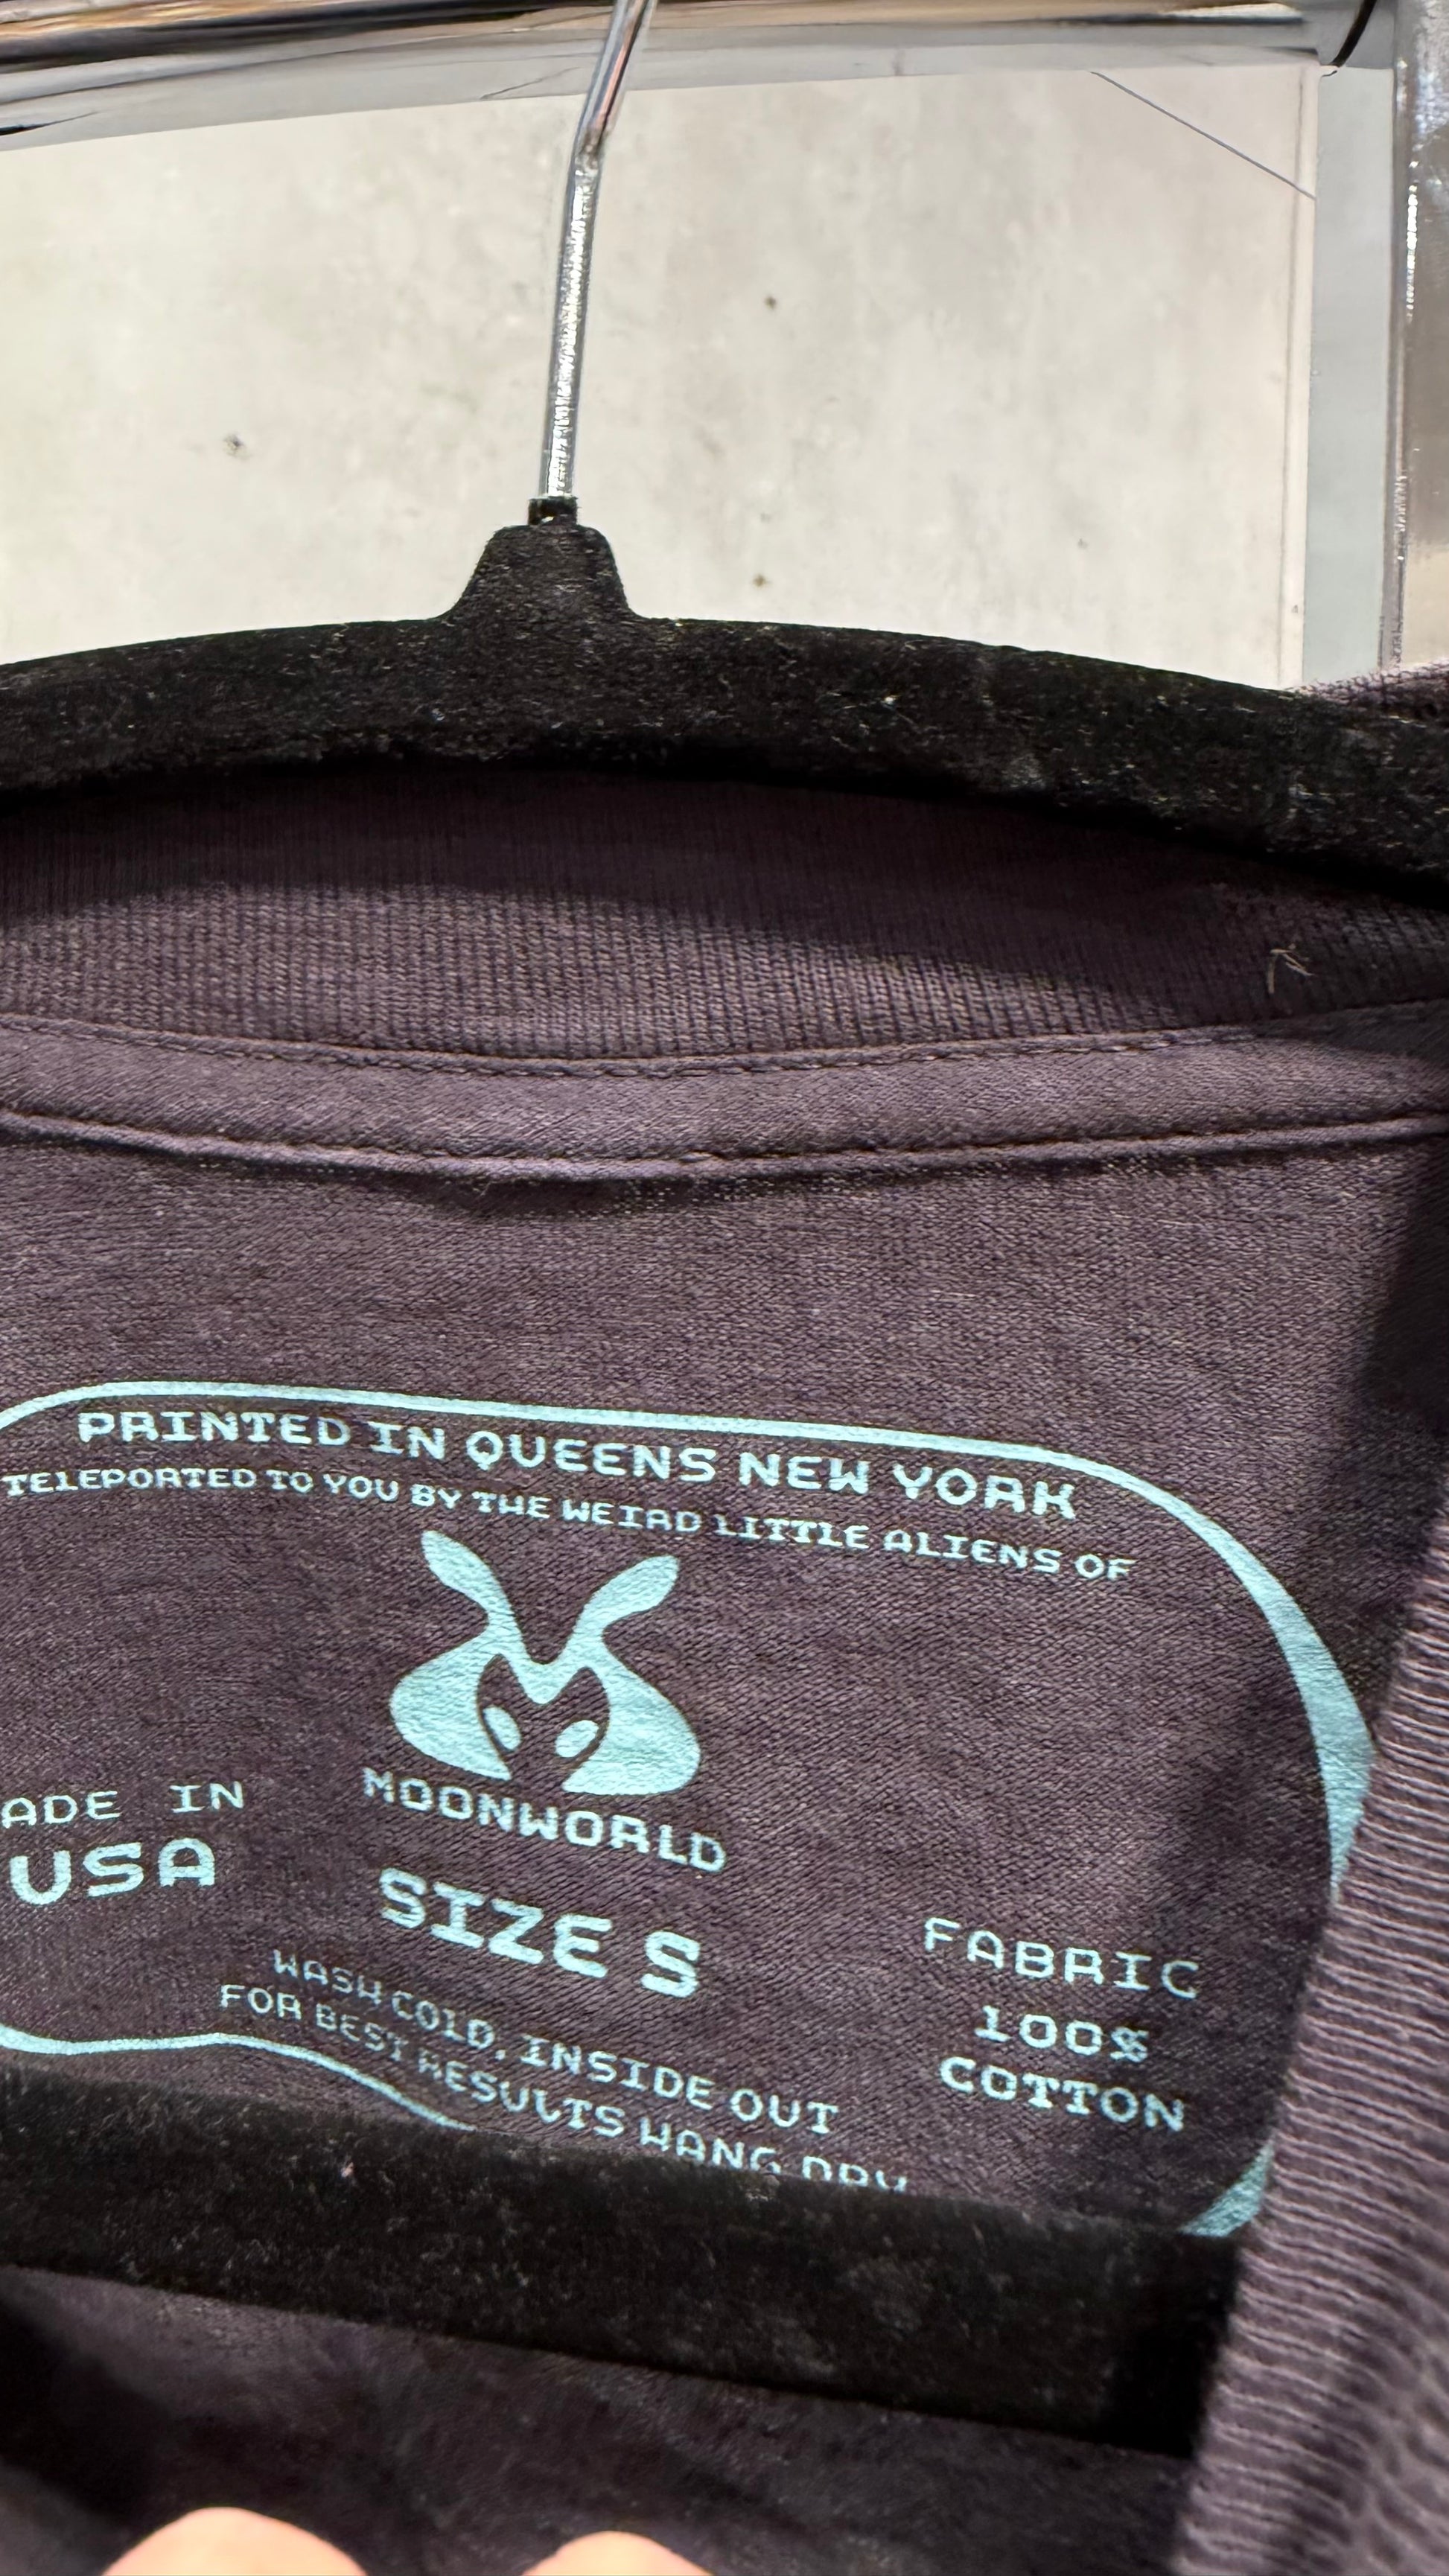 PRINTED IN QUEENS NEW YORK
TELEPORTED TO YOU BY THE WEIRD LITTLE ALIENS OF
MOONWORLD
ADE IN
USA
SIZE S
FABRIC
100%
COTTON
WASH COLD, INSIDE OUT
FOR BEST RESULTS HANG DRY